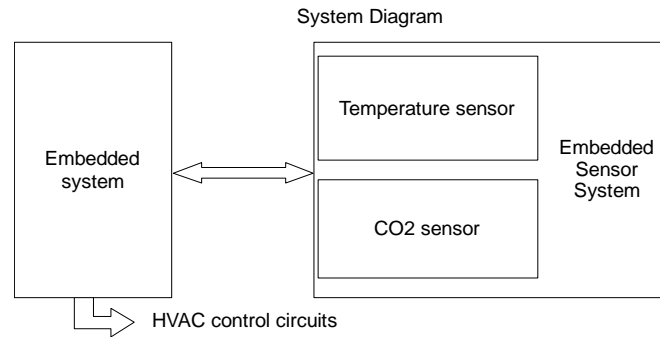 System Diagram
Embedded
system
Temperature sensor
CO2 sensor
Embedded
Sensor
System
HVAC control circuits